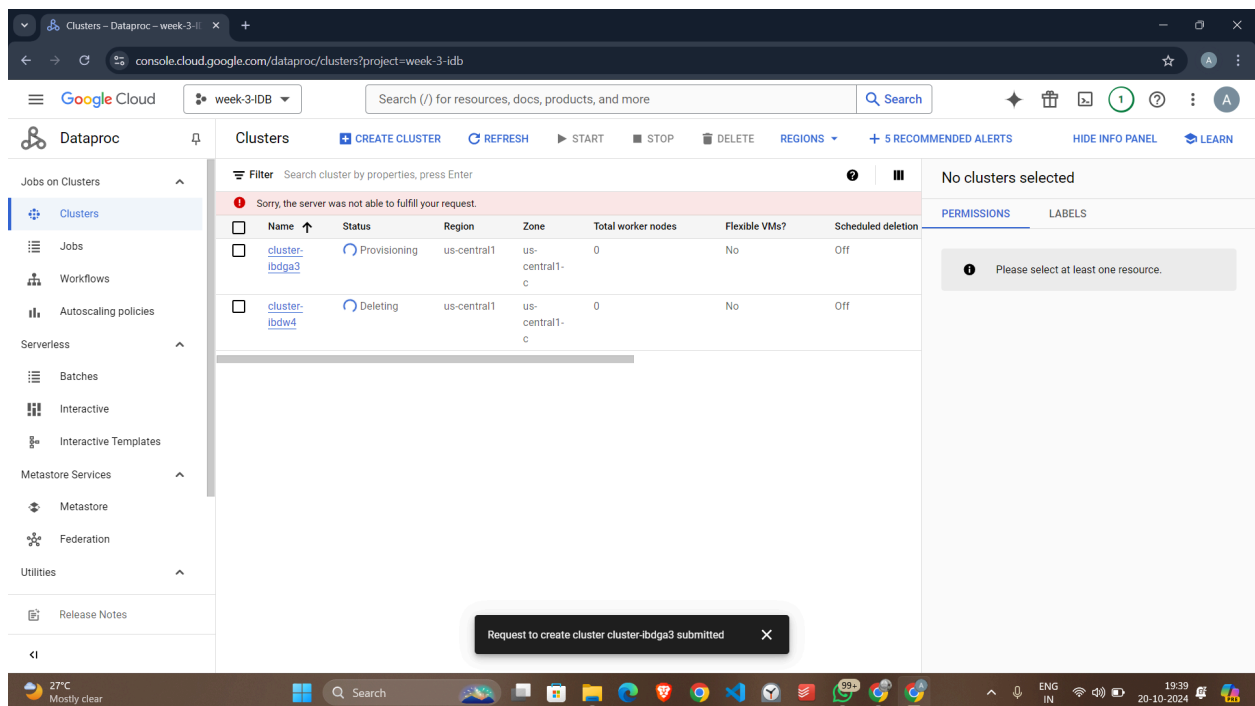 Clusters – Dataproc – week-3-I
console.cloud.google.com/dataproc/clusters?project=week-3-idb
A
Google Cloud
week-3-IDB
Search (/) for resources, docs, products, and more
Search
1
A
Dataproc
Clusters
CREATE CLUSTER
REFRESH
START
STOP
DELETE
REGIONS
+ 5 RECOMMENDED ALERTS
HIDE INFO PANEL
LEARN
Jobs on Clusters
Clusters
Jobs
Workflows
Autoscaling policies
Serverless
Batches
Interactive
Interactive Templates
Metastore Services
Metastore
Federation
Utilities
Release Notes
Filter Search cluster by properties, press Enter
Sorry, the server was not able to fulfill your request.
Name Status Region Zone Total worker nodes Flexible VMs? Scheduled deletion
cluster- Provisioning us-central1 us- 0 No Off
ibdga3 central1-
c
cluster- Deleting us-central1 us- 0 No Off
ibdw4 central1-
c
No clusters selected
PERMISSIONS LABELS
Please select at least one resource.
Request to create cluster cluster-ibdga3 submitted
27°C
Mostly clear
Search
99+
ENG
IN
19:39
20-10-2024
PRE